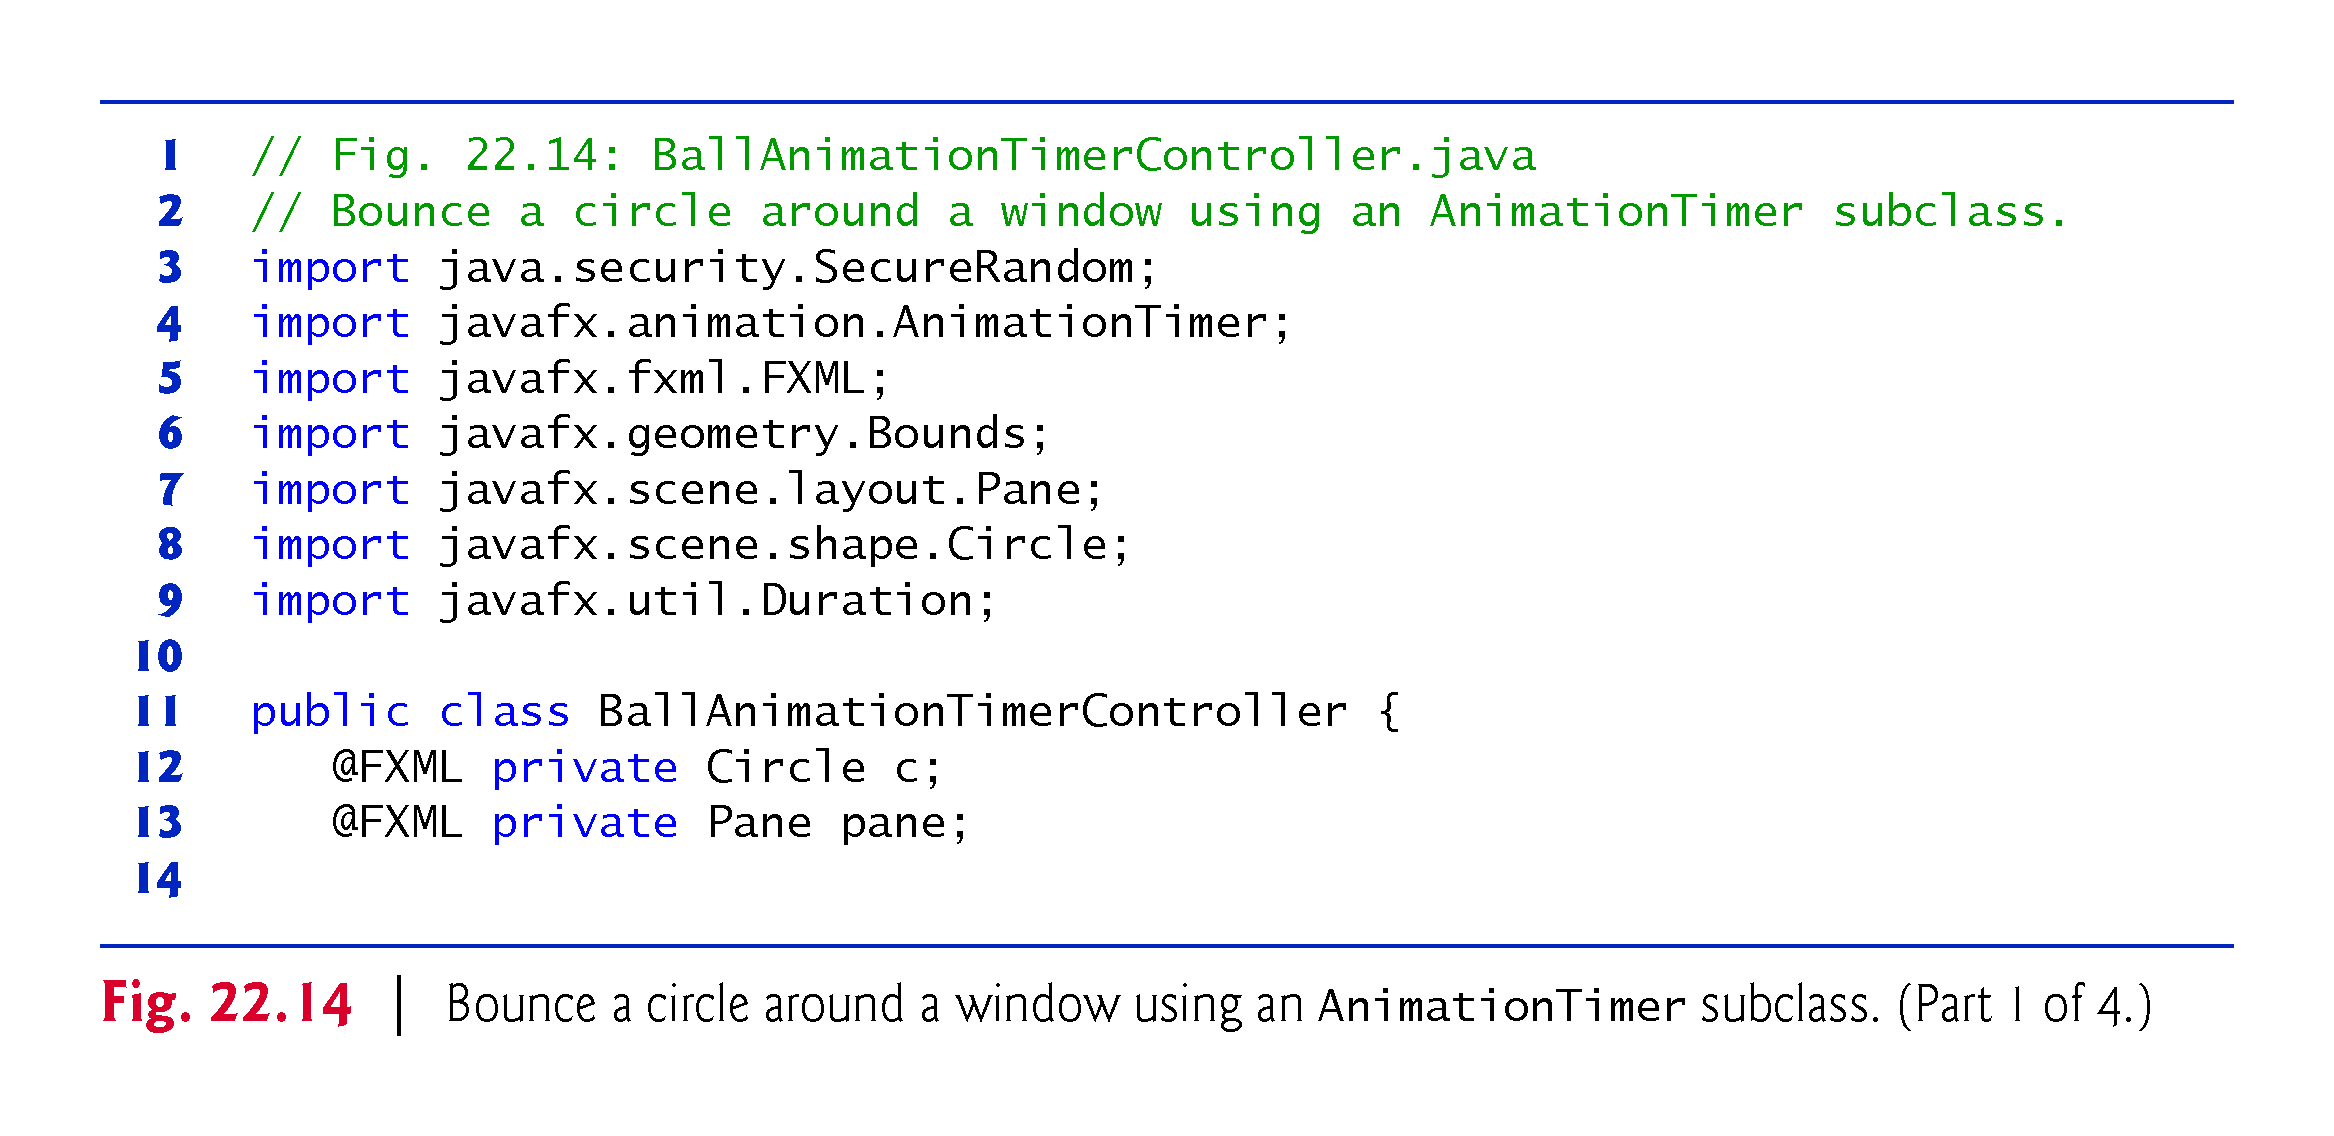 1 // Fig. 22.14: BallAnimationTimerController.java
2 // Bounce a circle around a window using an AnimationTimer subclass.
3 import java.security.SecureRandom;
4 import javafx.animation.AnimationTimer;
5 import javafx.fxml.FXML;
6 import javafx.geometry.Bounds;
7 import javafx.scene.layout.Pane;
8 import javafx.scene.shape.Circle;
9 import javafx.util.Duration;
10
11 public class BallAnimationTimerController {
12    @FXML private Circle c;
13    @FXML private Pane pane;
14
Fig. 22.14 | Bounce a circle around a window using an AnimationTimer subclass. (Part 1 of 4.)